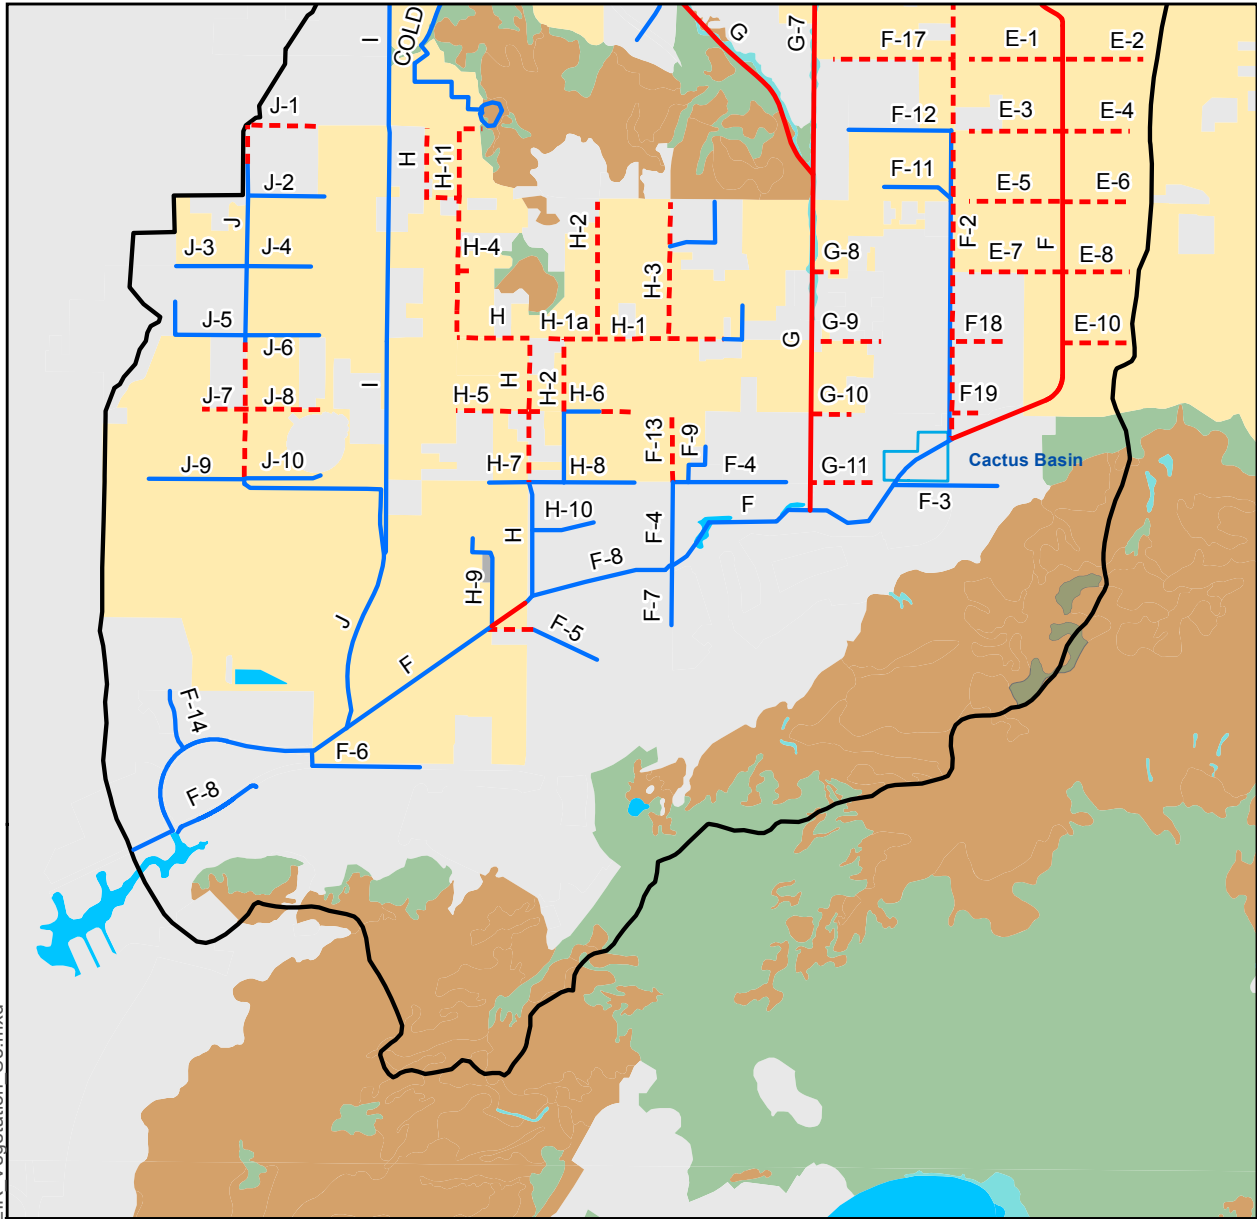 COLD
I
G
G-7
F-17
E-1
E-2
J-1
F-12
E-3
E-4
H
H-11
F-11
J-2
E-5
E-6
J
H-2
F-2
F
J-3
J-4
H-4
G-8
E-7
E-8
H-3
J-5
H
H-1a
H-1
G
G-9
F18
E-10
J-6
I
H
H-2
J-7
J-8
H-5
H-6
G-10
F19
F-13
F-9
J-9
J-10
H-7
H-8
F-4
G-11
Cactus Basin
F-3
H-10
F-4
F
H
F-8
H-9
F-7
J
F-5
F
F-14
F-6
F-8